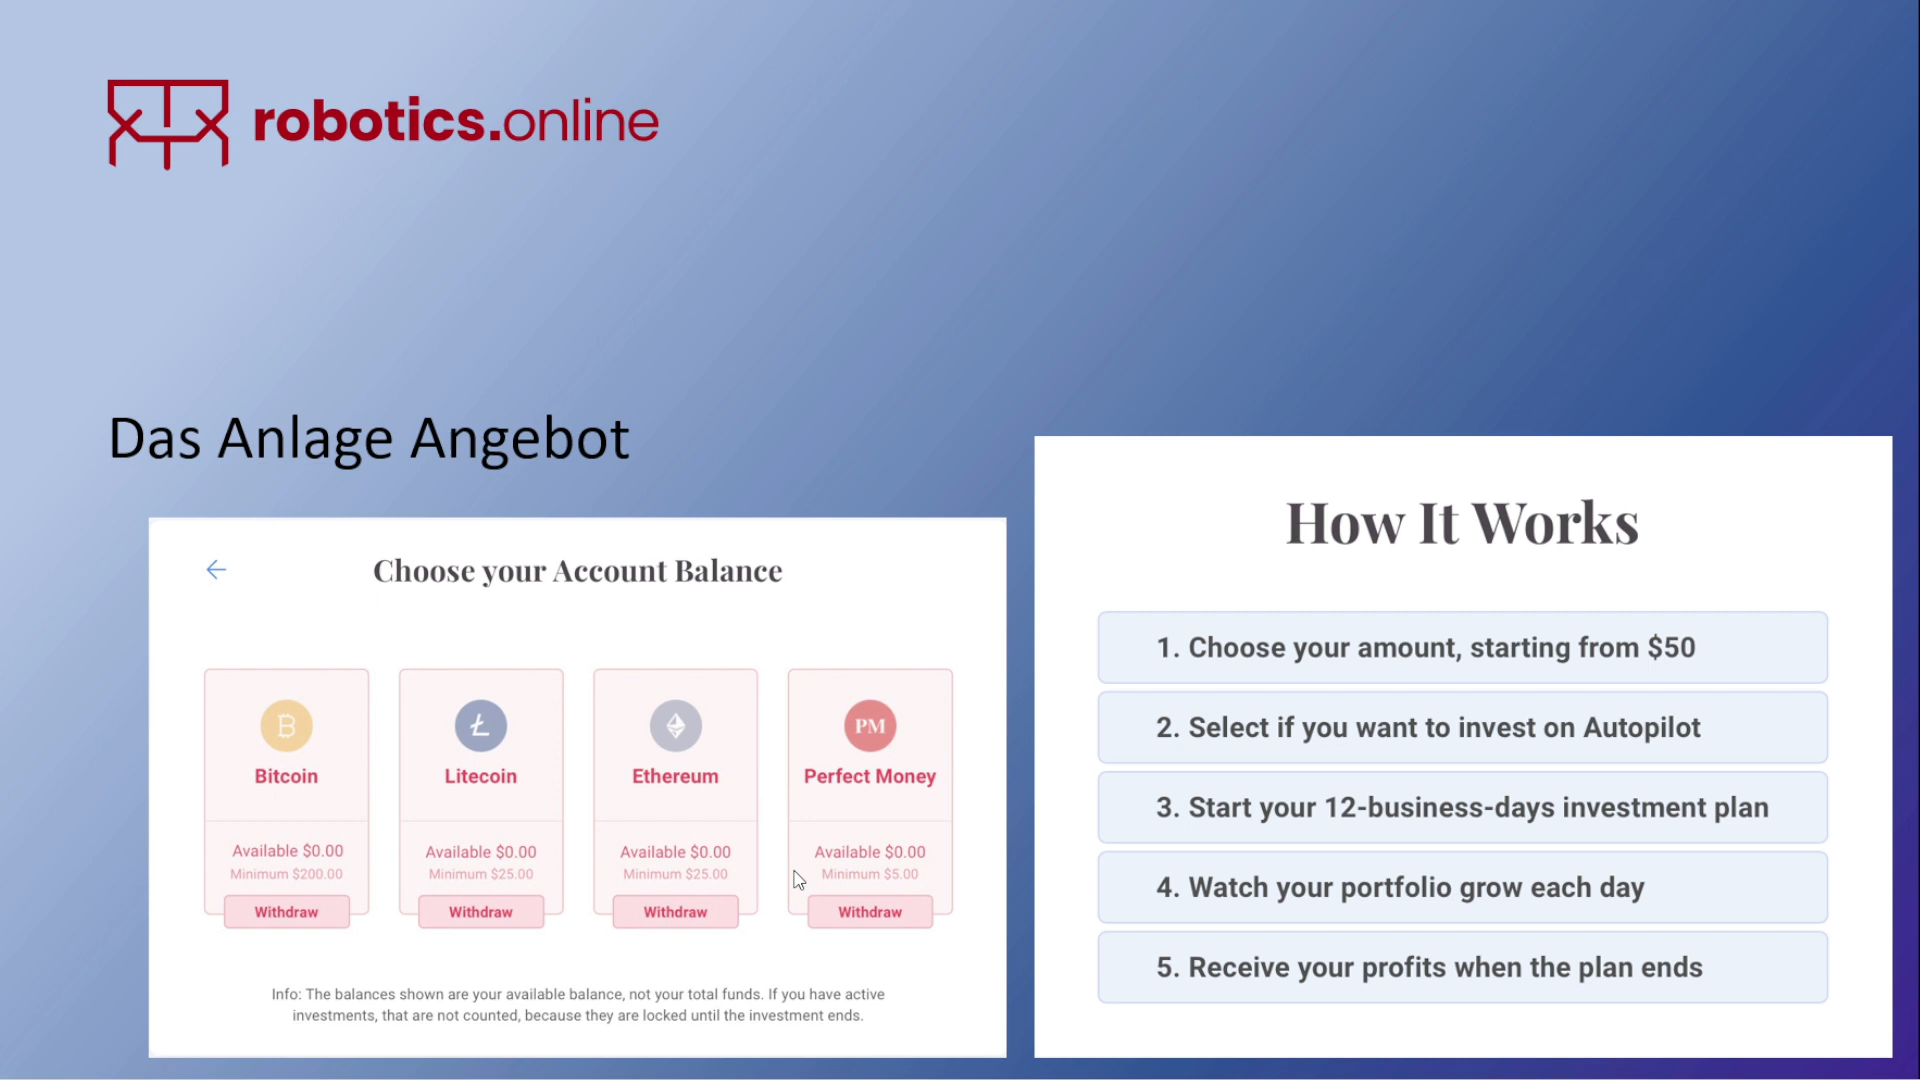 robotics.online
Das Anlage Angebot
Choose your Account Balance
Bitcoin
Available $0.00
Minimum $200.00
Withdraw
Litecoin
Available $0.00
Minimum $25.00
Withdraw
Ethereum
Available $0.00
Minimum $25.00
Withdraw
PM
Perfect Money
Available $0.00
Minimum $5.00
Withdraw
Info: The balances shown are your available balance, not your total funds. If you have active
investments, that are not counted, because they are locked until the investment ends.
How It Works
1. Choose your amount, starting from $50
2. Select if you want to invest on Autopilot
3. Start your 12-business-days investment plan
4. Watch your portfolio grow each day
5. Receive your profits when the plan ends